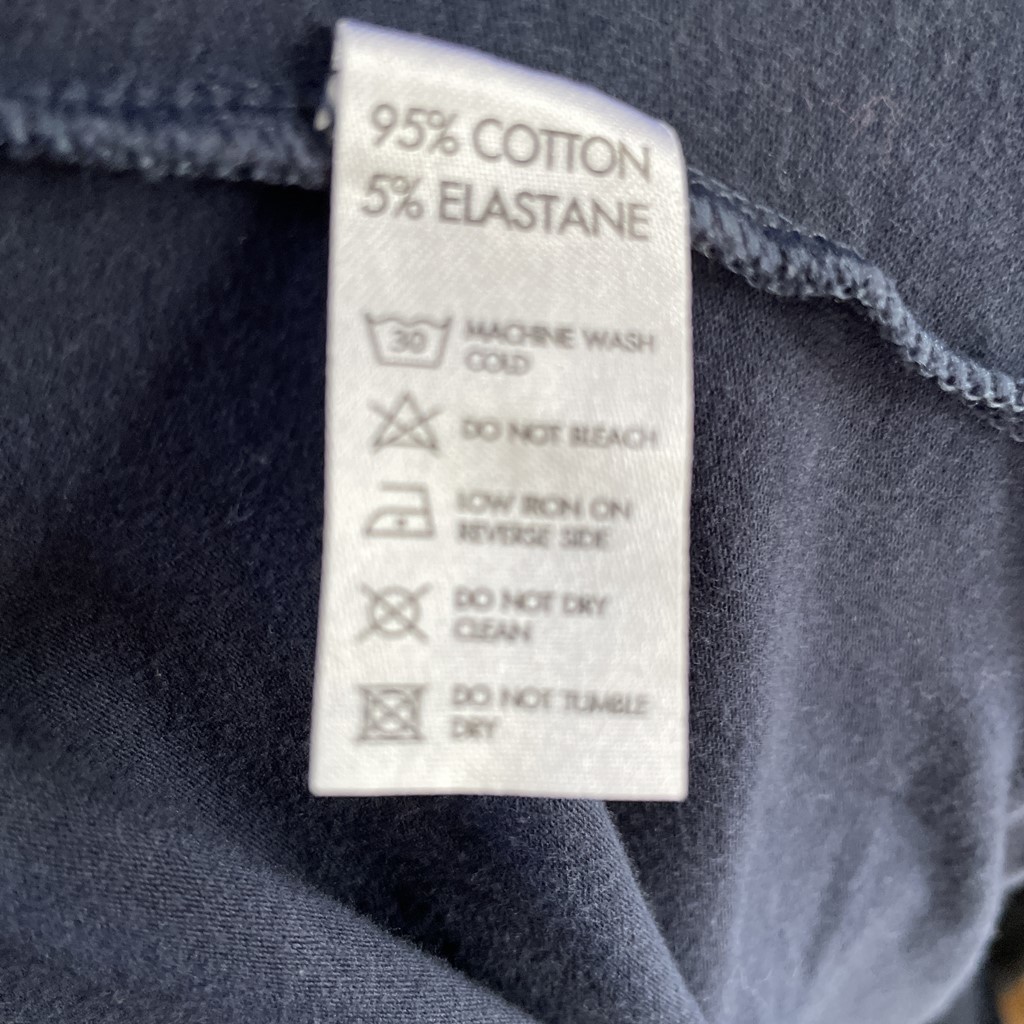 95% COTTON
5% ELASTANE
30
MACHINE WASH
COLD
DO NOT BLEACH
LOW IRON ON
REVERSE SIDE
DO NOT DRY
CLEAN
DO NOT TUMBLE
DRY